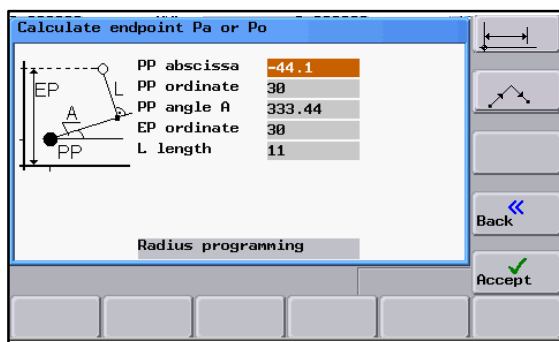 Calculate endpoint Pa or Po
EP
L
A
PP
PP abscissa -44.1
PP ordinate 30
PP angle A 333.44
EP ordinate 30
L length 11
Radius programming
Back
Accept